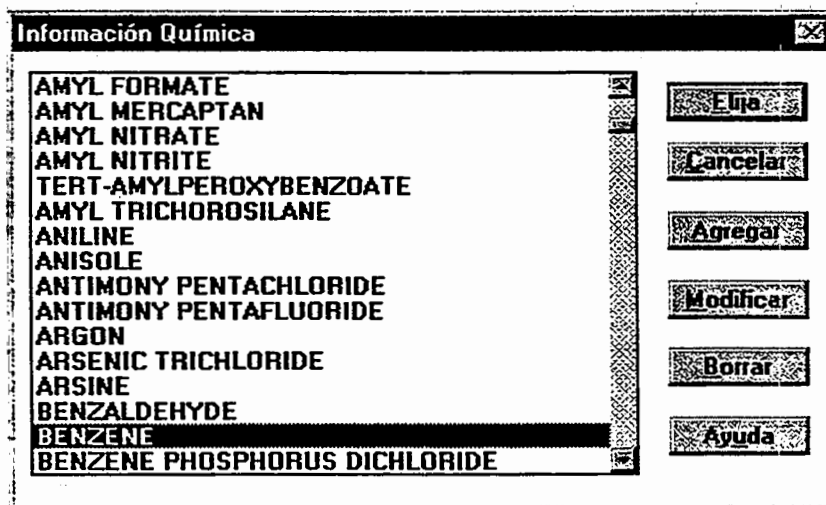 Información Química
AMYL FORMATE
AMYL MERCAPTAN
AMYL NITRATE
AMYL NITRITE
TERT-AMYLPEROXYBENZOATE
AMYL TRICHOROSILANE
ANILINE
ANISOLE
ANTIMONY PENTACHLORIDE
ANTIMONY PENTAFLUORIDE
ARGON
ARSENIC TRICHLORIDE
ARSINE
BENZALDEHYDE
BENZENE
BENZENE PHOSPHORUS DICHLORIDE
Elija
Cancelar
Agregar
Modificar
Borrar
Ayuda